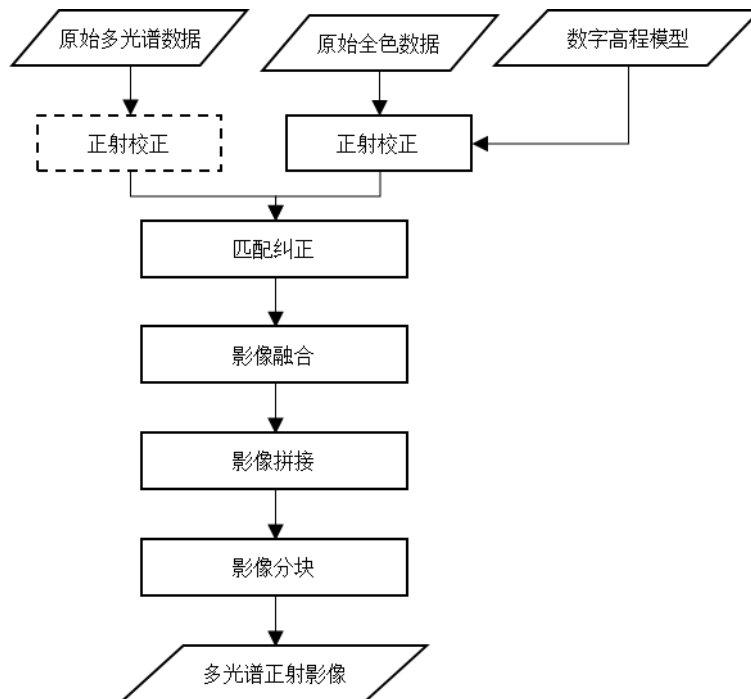 原始多光谱数据
原始全色数据
数字高程模型
正射校正
正射校正
匹配纠正
影像融合
影像拼接
影像分块
多光谱正射影像